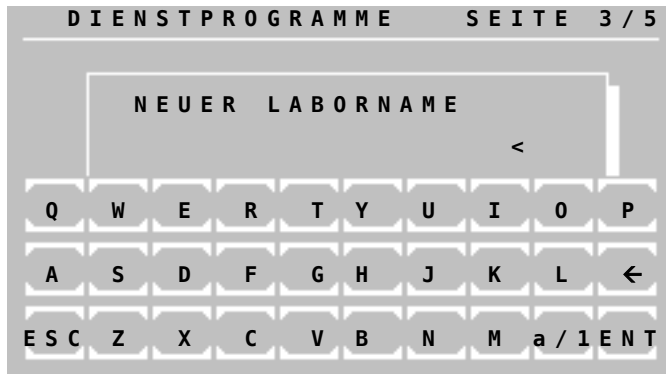 DIENSTPROGRAMME SEITE 3/5
NEUER LABORNAME
<
Q W E R T Y U I O P
A S D F G H J K L ←
ESC Z X C V B N M a/1 ENT